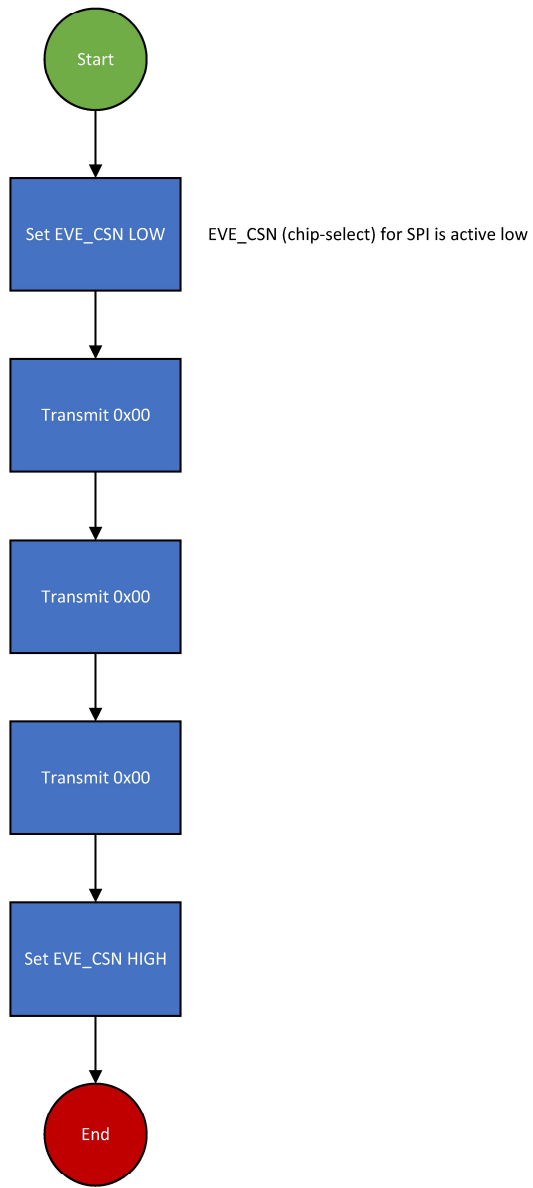 Start
Set EVE_CSN LOW
EVE_CSN (chip-select) for SPI is active low
Transmit 0x00
Transmit 0x00
Transmit 0x00
Set EVE_CSN HIGH
End